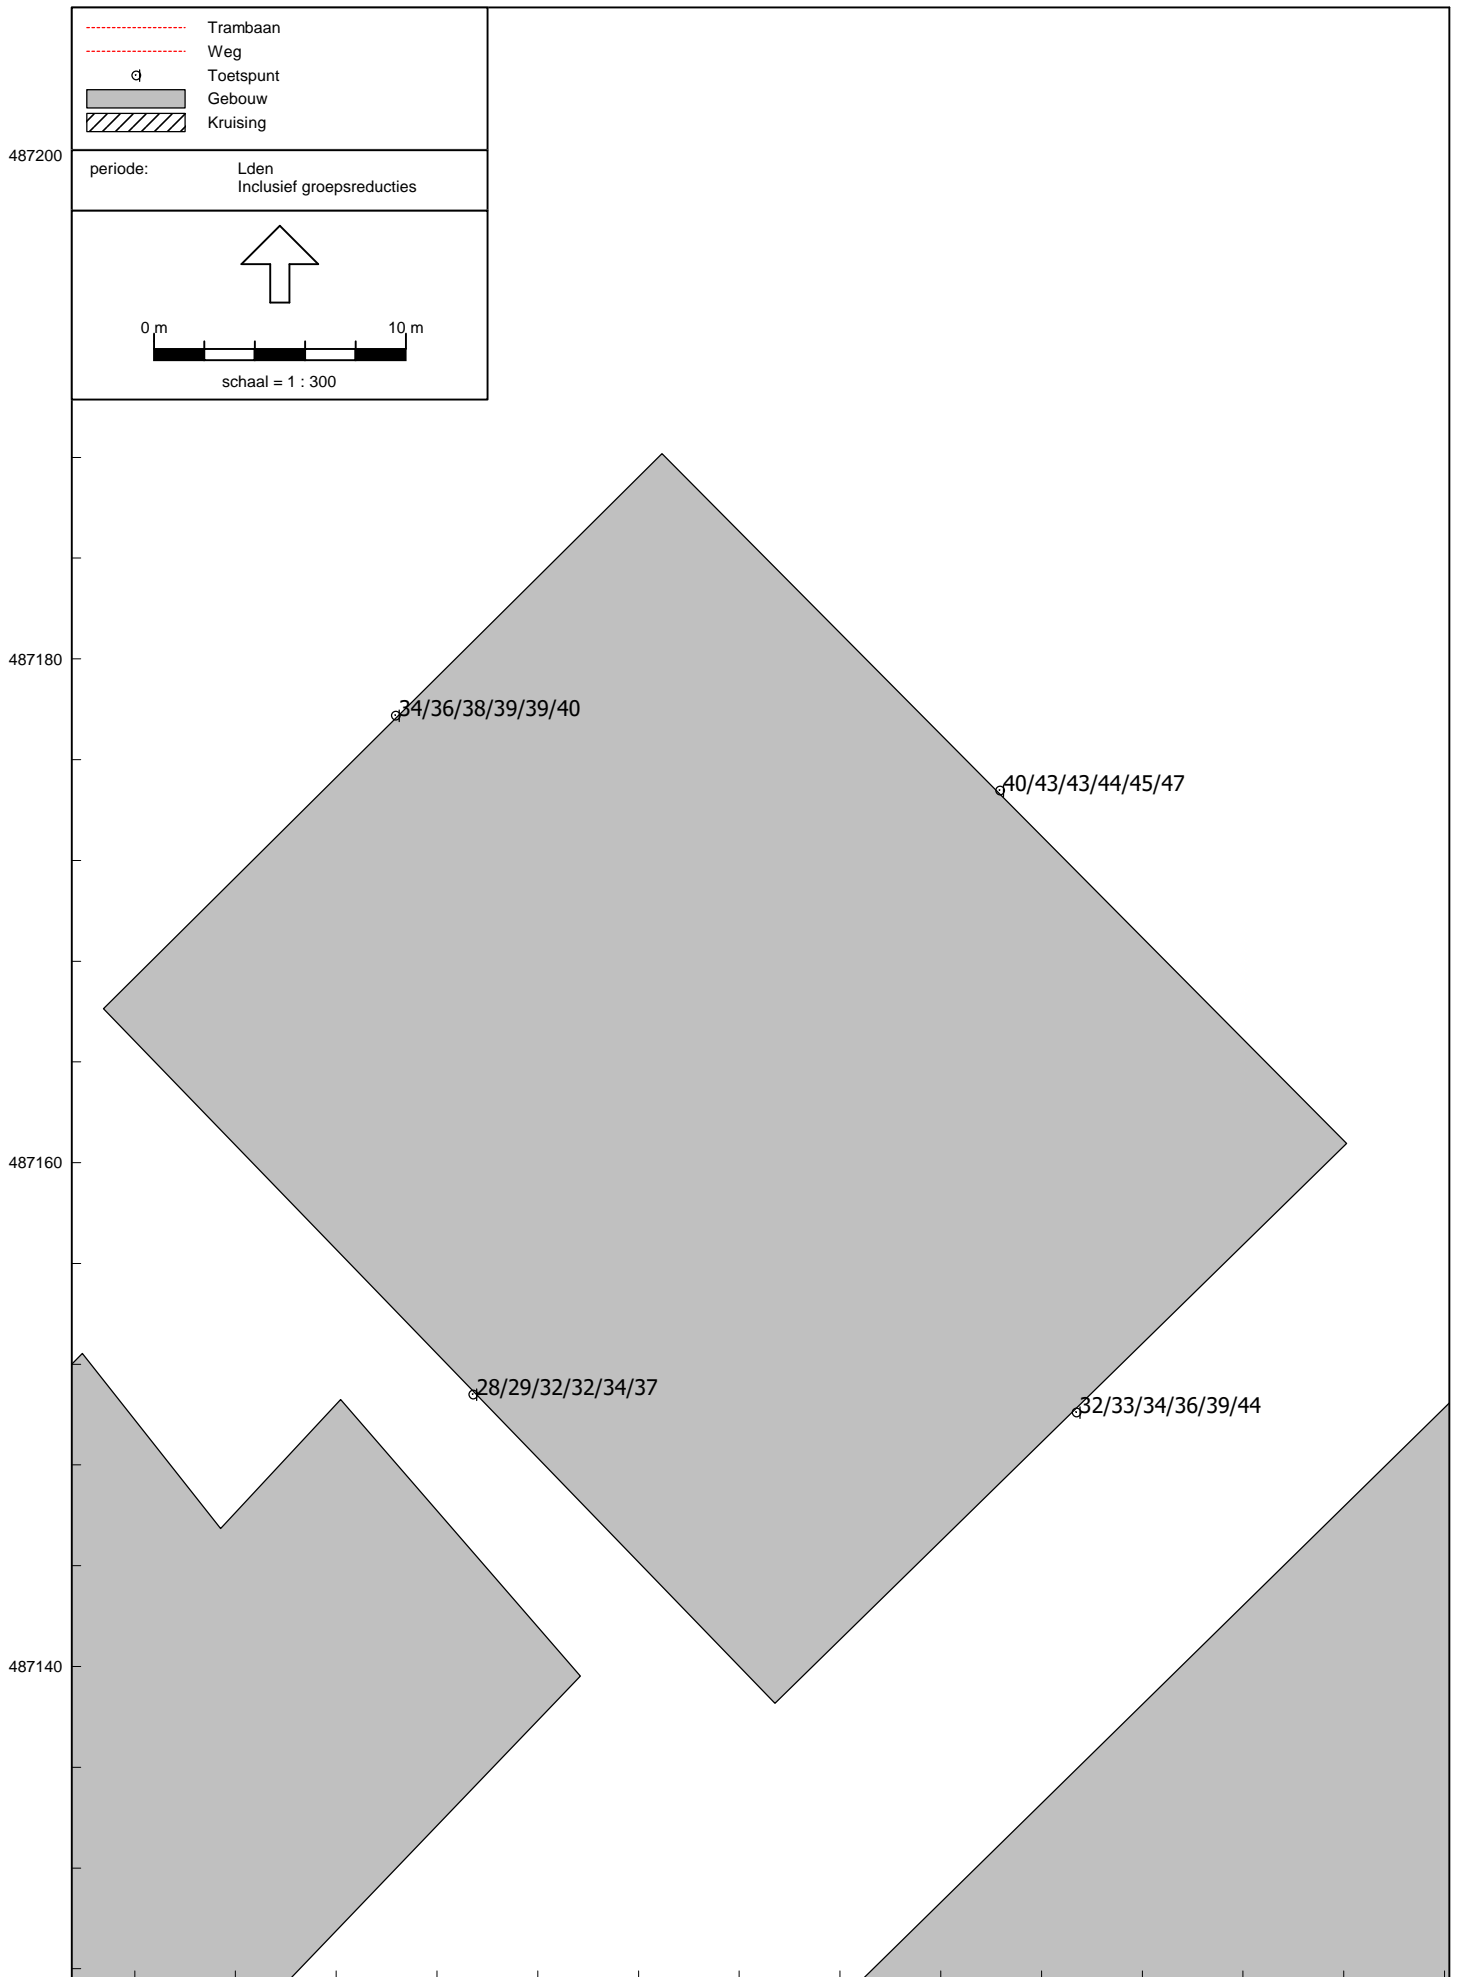 Trambaan
Weg
Toetspunt
Gebouw
Kruising
487200
periode: Lden
Inclusief groepsreducties
0 m 10 m
schaal = 1 : 300
487180
34/36/38/39/39/40
40/43/43/44/45/47
487160
28/29/32/32/34/37
32/33/34/36/39/44
487140